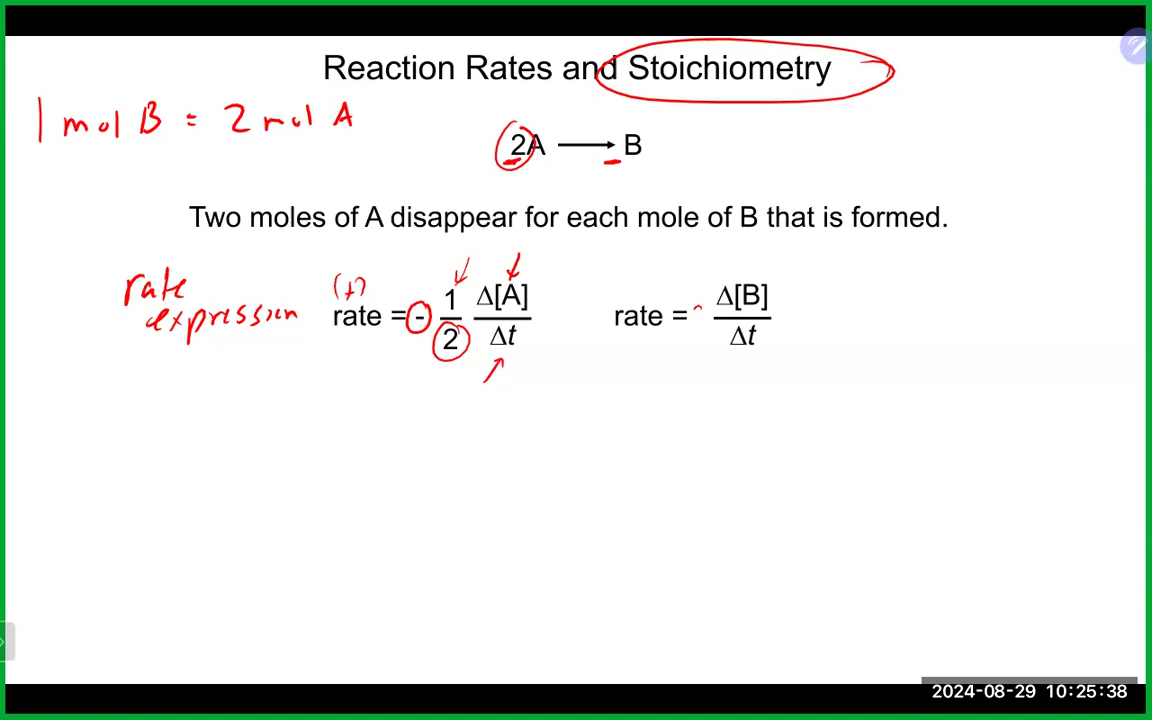 Reaction Rates and Stoichiometry
1 mol B = 2 mol A
2A ⟶ B
Two moles of A disappear for each mole of B that is formed.
rate expression
(+)
rate = - 1/2 Δ[A]/Δt
rate = Δ[B]/Δt
2024-08-29 10:25:38